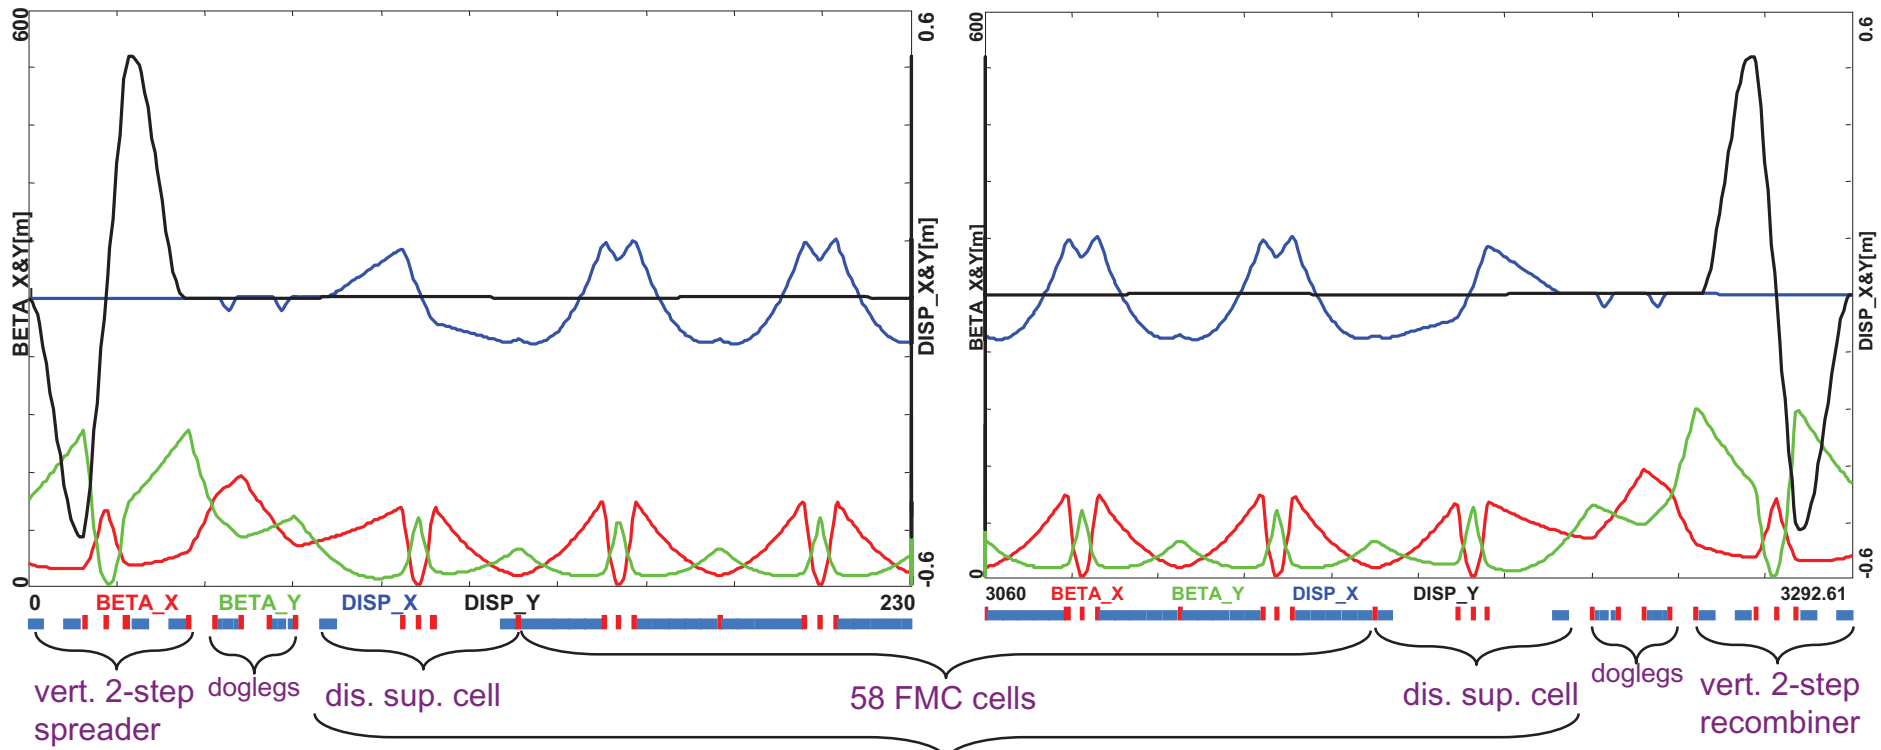 600
0.6
BETA_X&Y[m]
DISP_X&Y[m]
0
-0.6
0 BETA_X BETA_Y DISP_X DISP_Y 230
600
0.6
BETA_X&Y[m]
DISP_X&Y[m]
0
-0.6
3060 BETA_X BETA_Y DISP_X DISP_Y 3292.61
vert. 2-step
spreader
doglegs
dis. sup. cell
58 FMC cells
dis. sup. cell
doglegs
vert. 2-step
recombiner